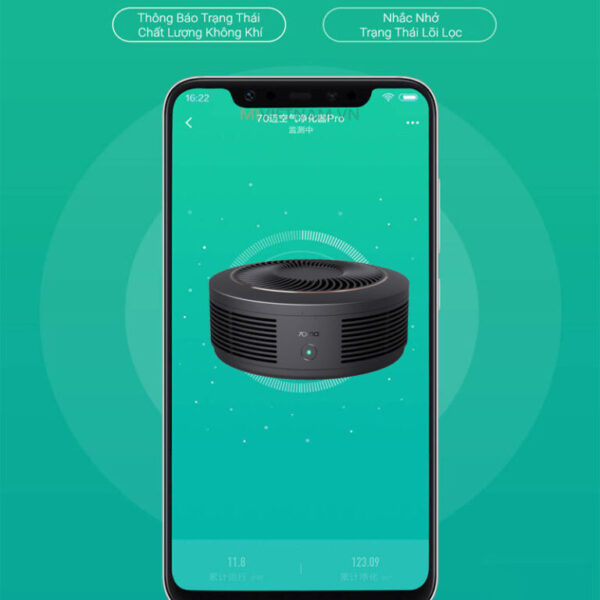 Thông Báo Trạng Thái
Chất Lượng Không Khí
Nhắc Nhở
Trạng Thái Lõi Lọc
16:22
70迈空气净化器Pro
监测中
70mai
11.8
123.09
累计运行
累计净化